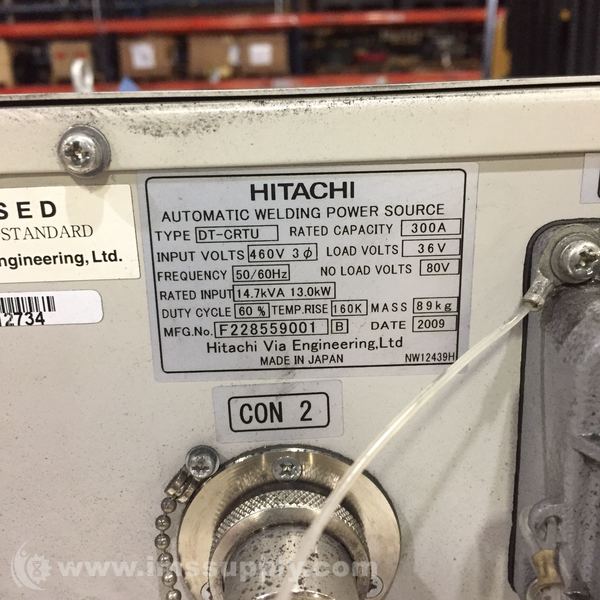 SED
STANDARD
ngineering, Ltd.
12734
HITACHI
AUTOMATIC WELDING POWER SOURCE
TYPE DT-CRTU RATED CAPACITY 300A
INPUT VOLTS 460V 3ø LOAD VOLTS 36V
FREQUENCY 50/60Hz NO LOAD VOLTS 80V
RATED INPUT 14.7kVA 13.0kW
DUTY CYCLE 60% TEMP.RISE 160K MASS 89kg
MFG.No. F228559001 B DATE 2009
Hitachi Via Engineering,Ltd
MADE IN JAPAN NW12439H
CON 2
www.irissupply.com